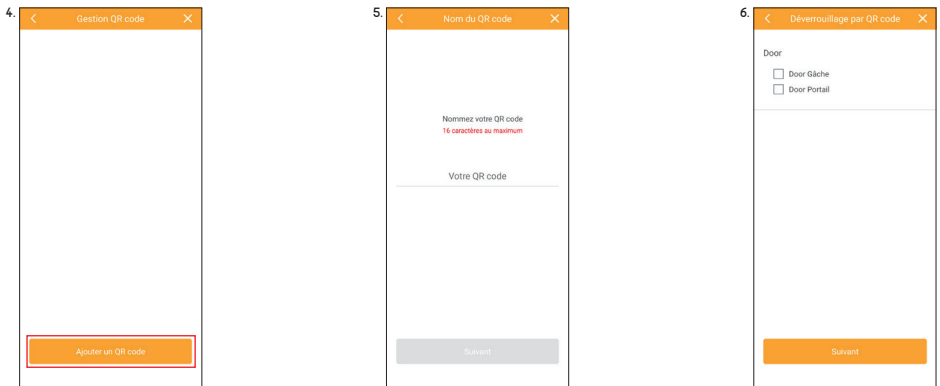 4.
Gestion QR code
Ajouter un QR code
5.
Nom du QR code
Nommez votre QR code
16 caractères au maximum
Votre QR code
Suivant
6.
Déverrouillage par QR code
Door
Door Gâche
Door Portail
Suivant